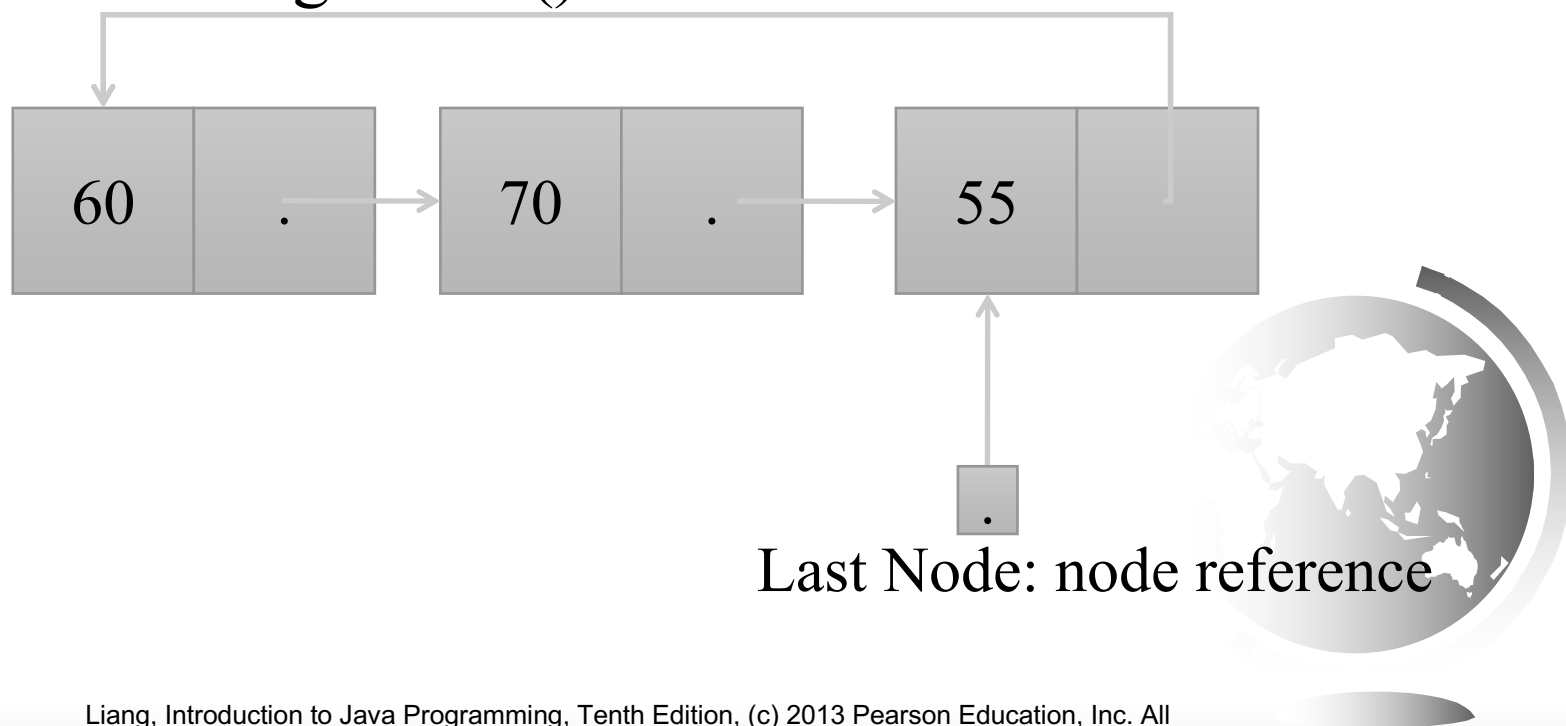 ()
60 . 70 . 55
.
Last Node: node reference
Liang, Introduction to Java Programming, Tenth Edition, (c) 2013 Pearson Education, Inc. All